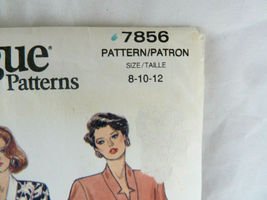 7856
PATTERN/PATRON
SIZE/TAILLE
8-10-12
gue
Patterns